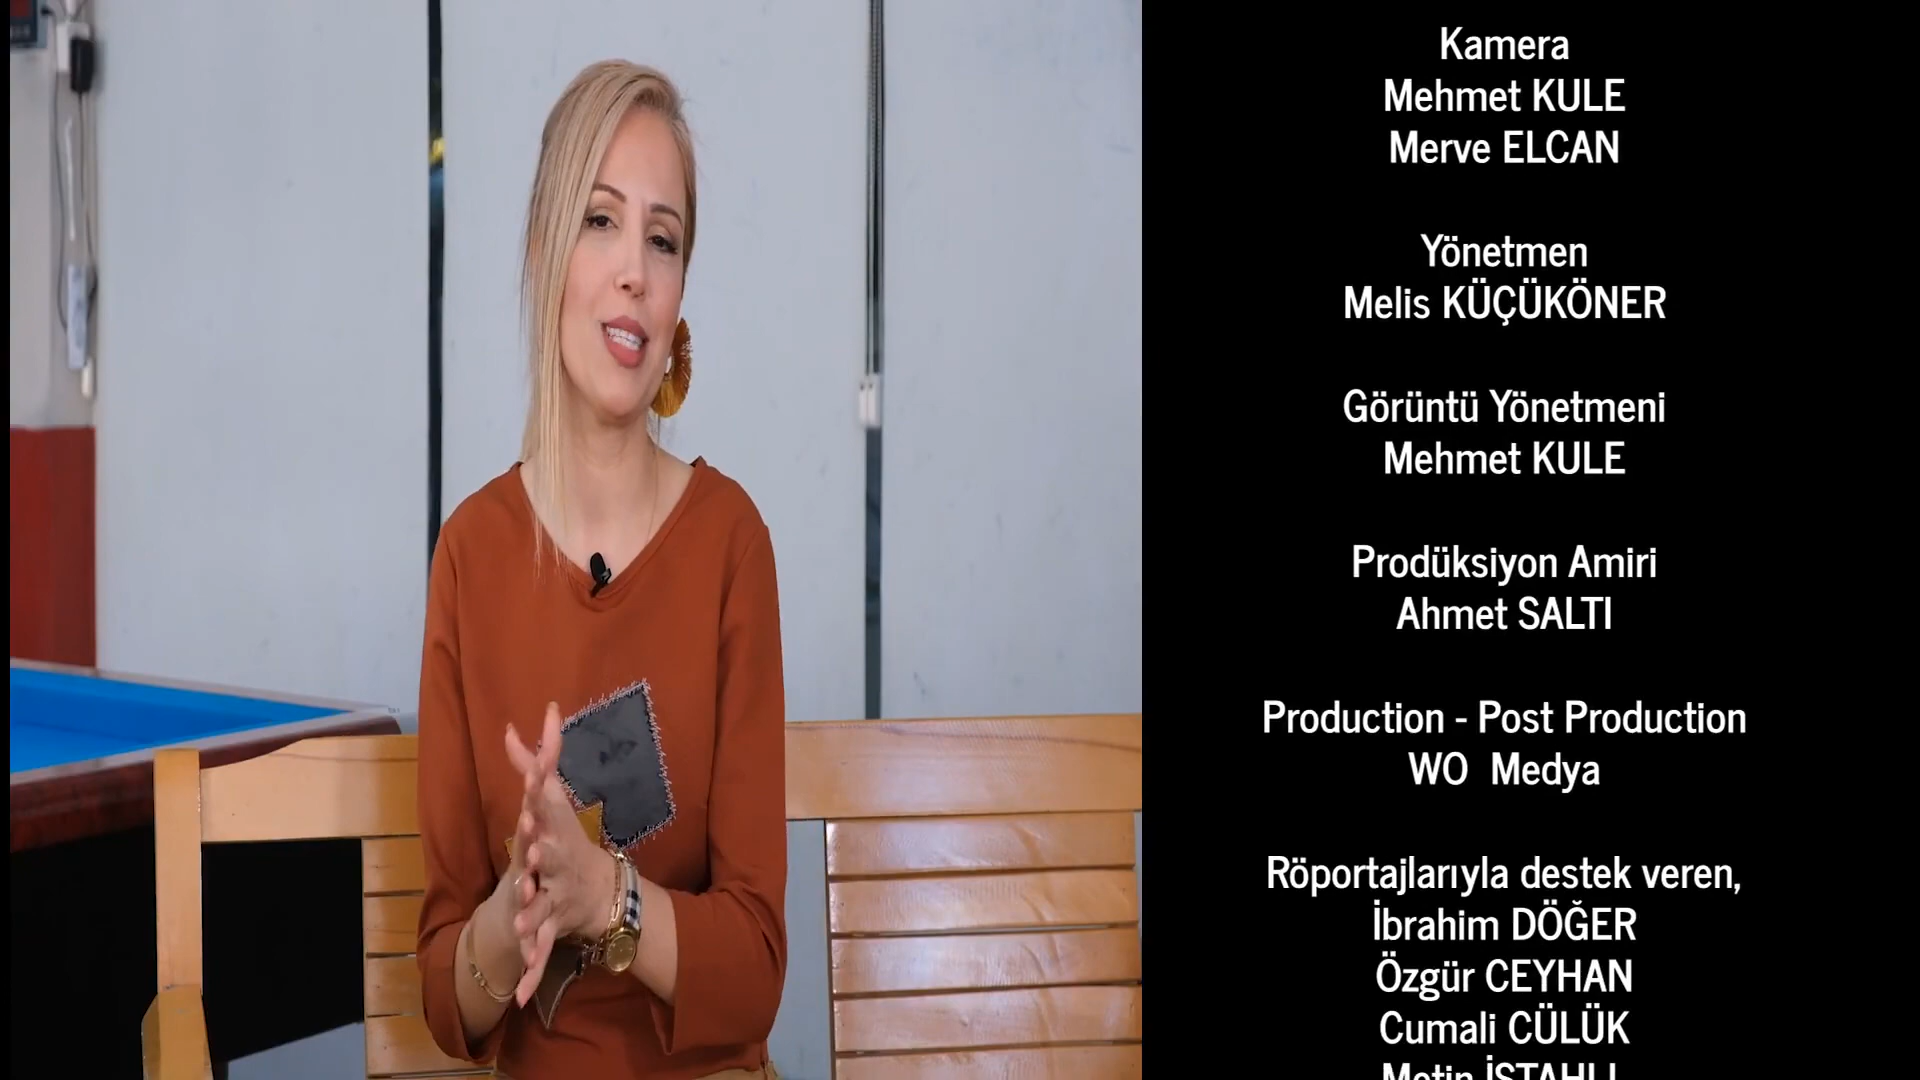 Kamera
Mehmet KULE
Merve ELCAN
Yönetmen
Melis KÜÇÜKÖNER
Görüntü Yönetmeni
Mehmet KULE
Prodüksiyon Amiri
Ahmet SALTI
Production - Post Production
WO Medya
Röportajlarıyla destek veren,
İbrahim DÖĞER
Özgür CEYHAN
Cumali CÜLÜK
Metin